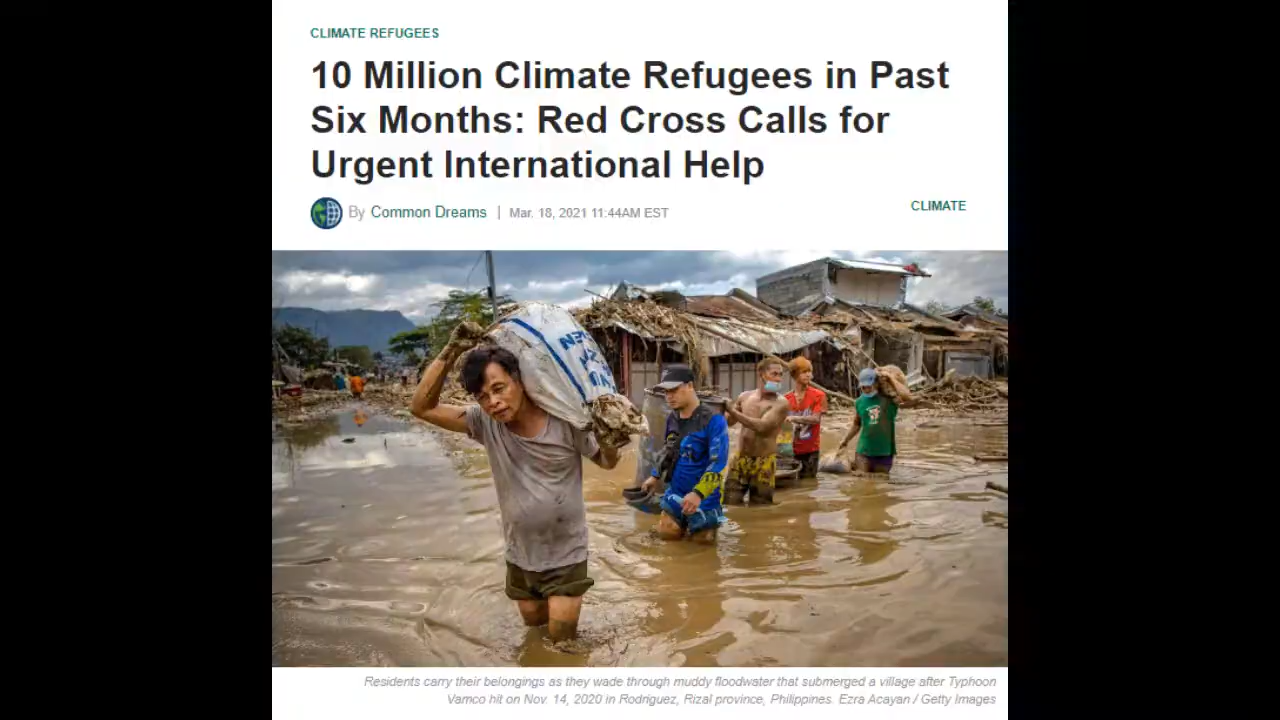 CLIMATE REFUGEES
10 Million Climate Refugees in Past
Six Months: Red Cross Calls for
Urgent International Help
By Common Dreams | Mar. 18, 2021 11:44AM EST
CLIMATE
Residents carry their belongings as they wade through muddy floodwater that submerged a village after Typhoon
Vamco hit on Nov. 14, 2020 in Rodriguez, Rizal province, Philippines. Ezra Acayan / Getty Images